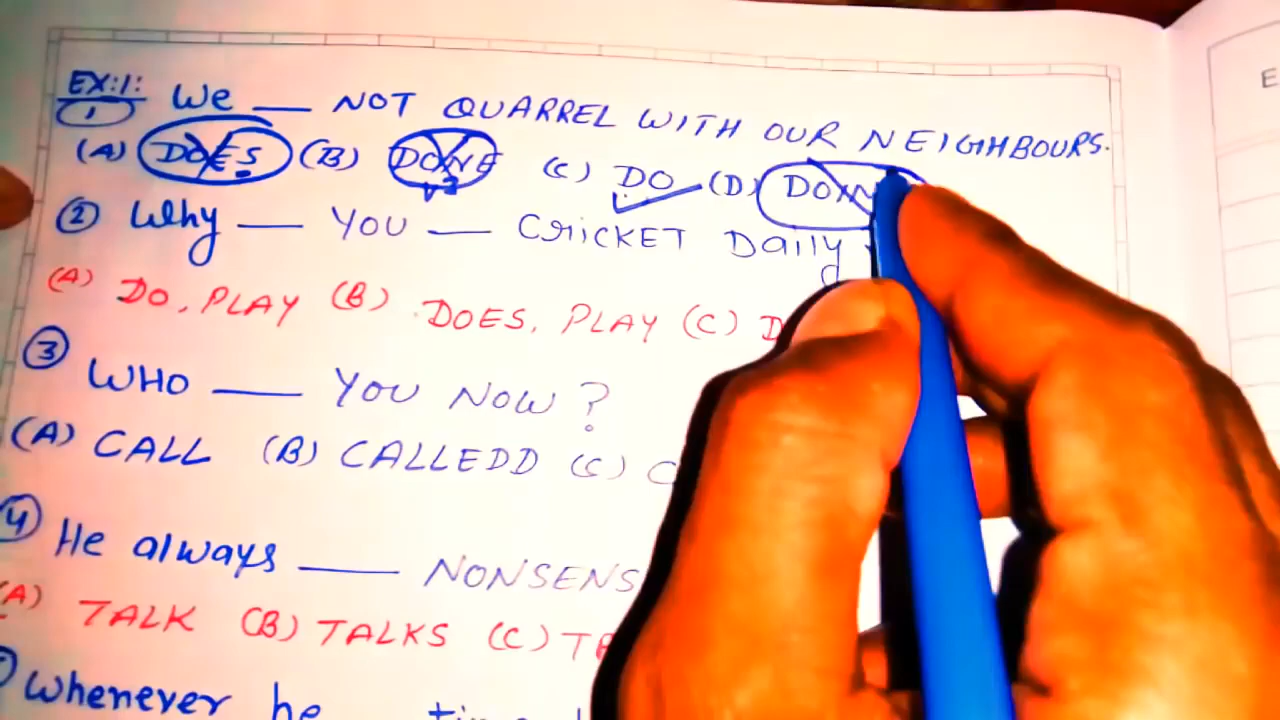 EX:1:
1 We ___ NOT QUARREL WITH OUR NEIGHBOURS.
(A) DOES (B) DONE (C) DO (D)
V3
2 Why ___ YOU ___ CRICKET Daily
(A) DO, PLAY (B) DOES, PLAY (C)
3 WHO ___ YOU NOW?
(A) CALL (B) CALLEDD (C)
4 He always ___
(A) TALK (B) TALKS (C)
Whenever he